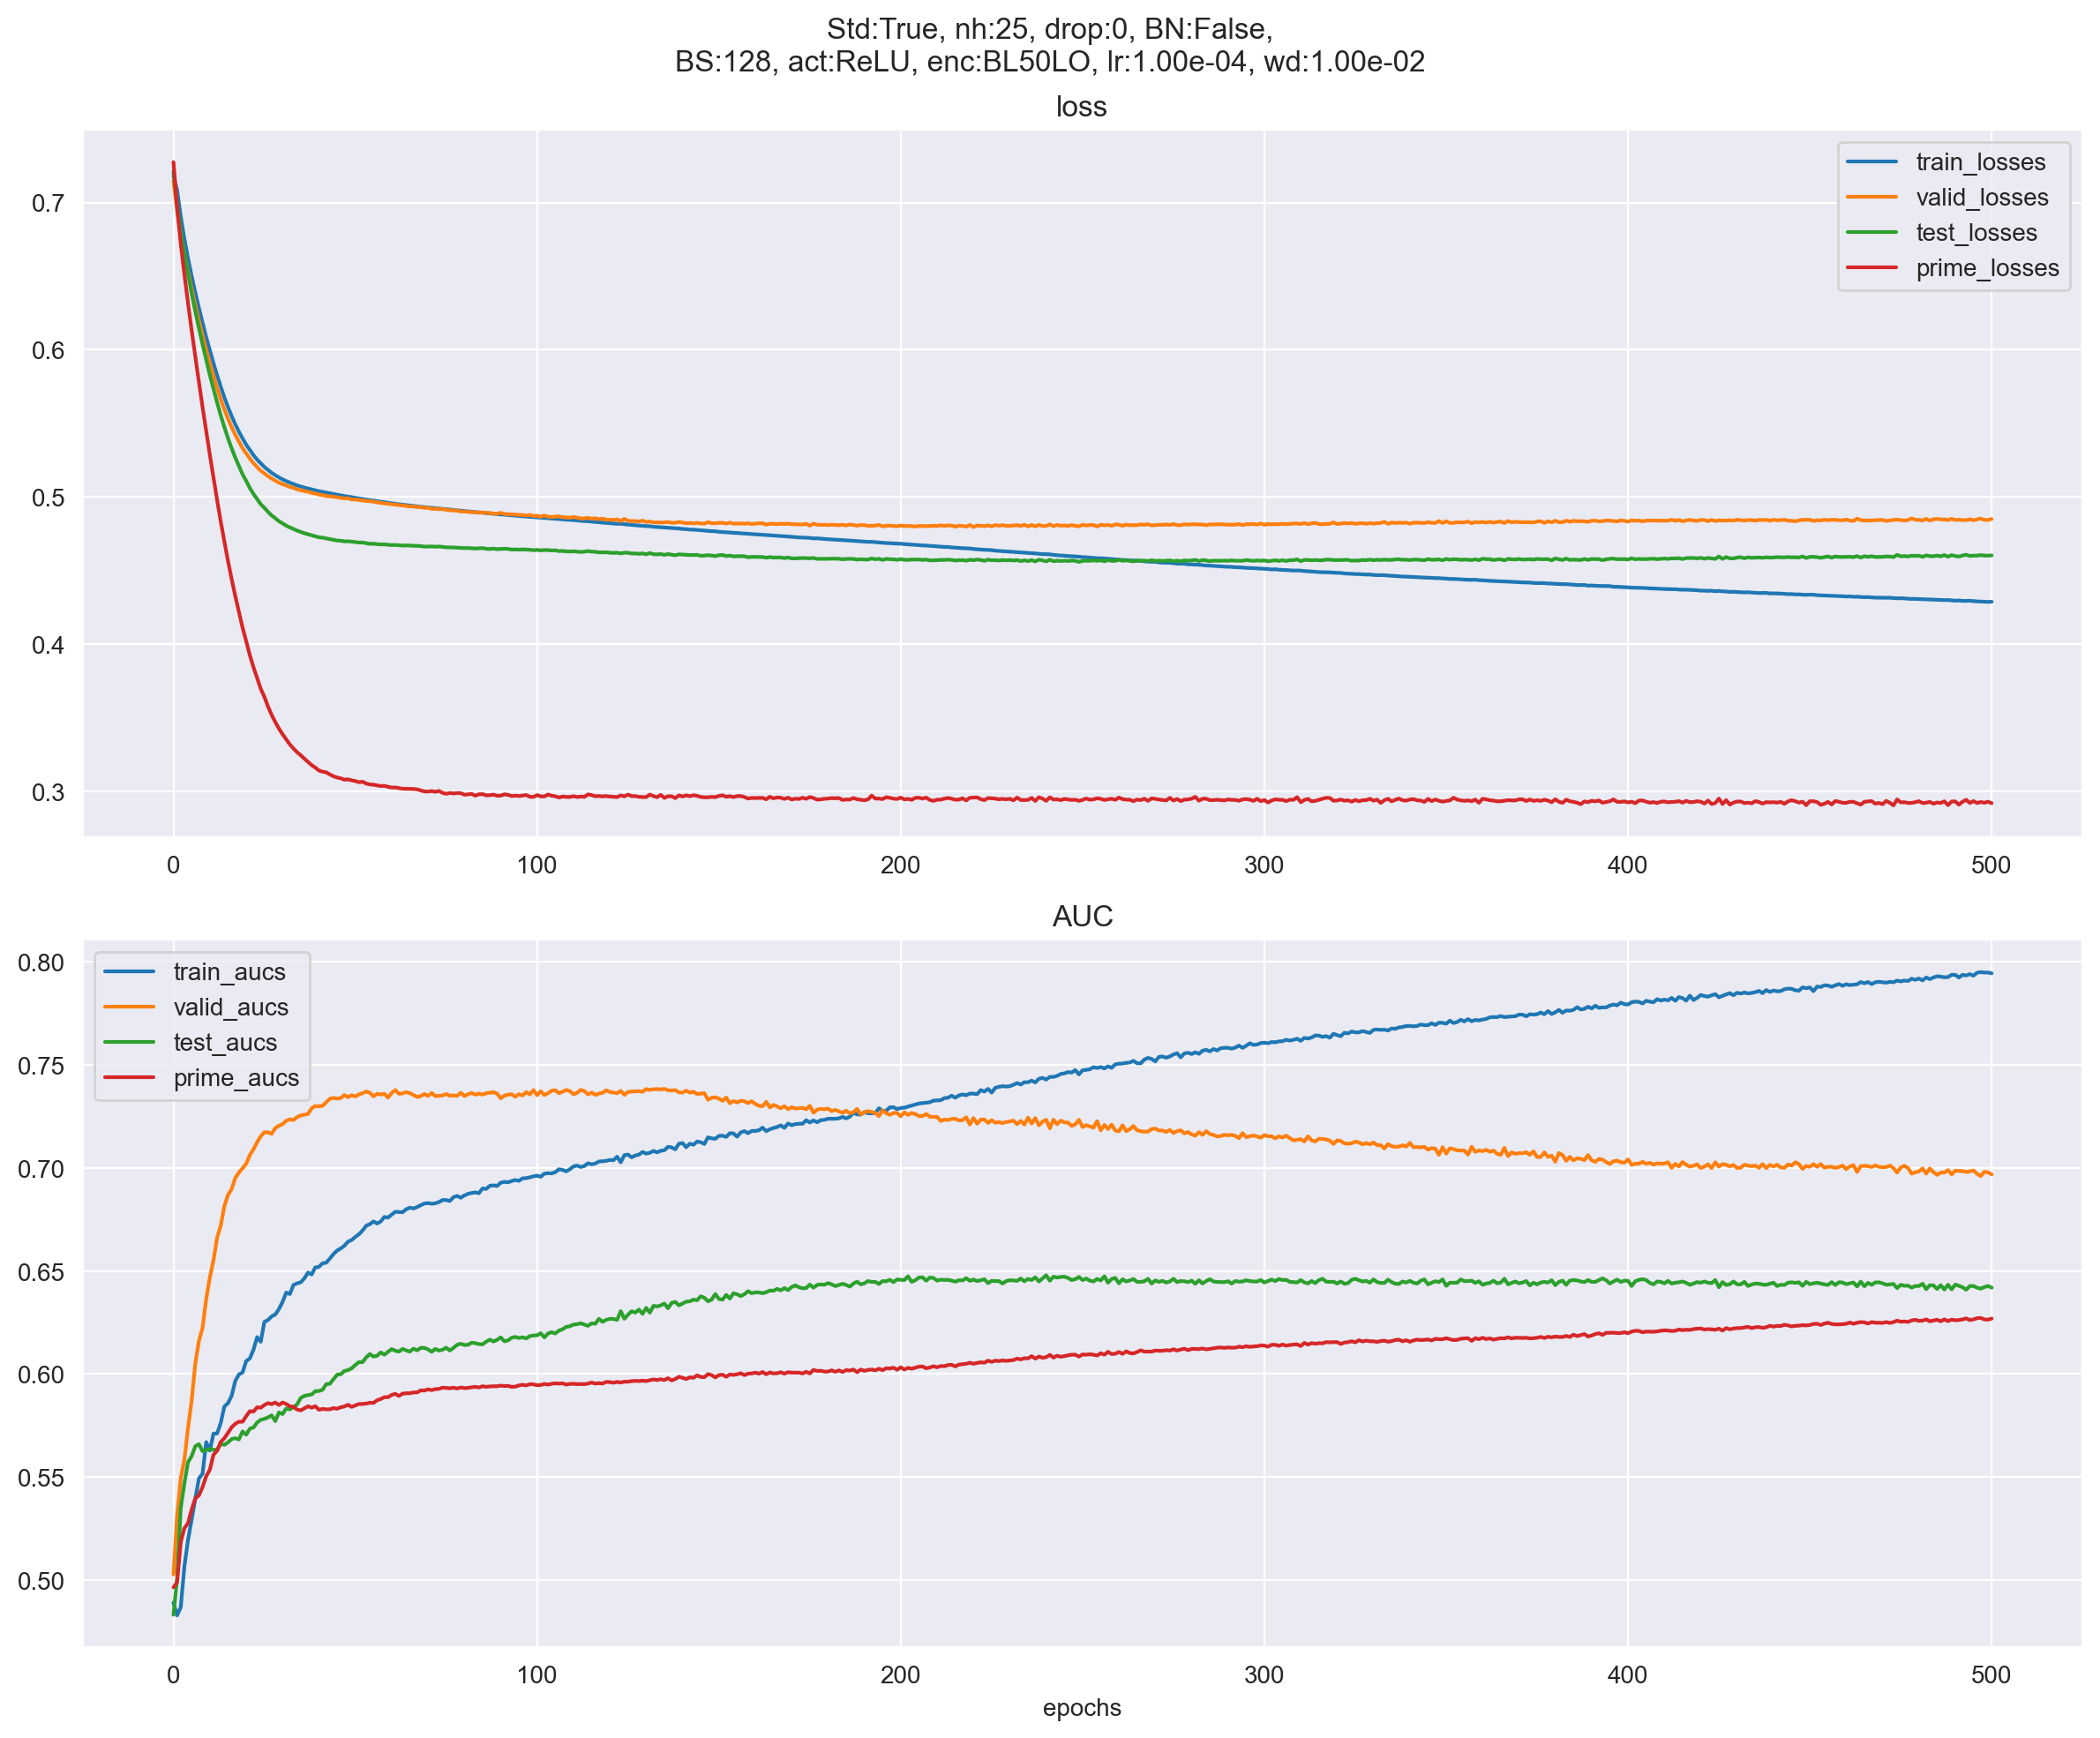 Std:True, nh:25, drop:0, BN:False,
BS:128, act:ReLU, enc:BL50LO, lr:1.00e-04, wd:1.00e-02
loss
train_losses
valid_losses
test_losses
prime_losses
0.7
0.6
0.5
0.4
0.3
0 100 200 300 400 500
AUC
train_aucs
valid_aucs
test_aucs
prime_aucs
0.80
0.75
0.70
0.65
0.60
0.55
0.50
0 100 200 300 400 500
epochs